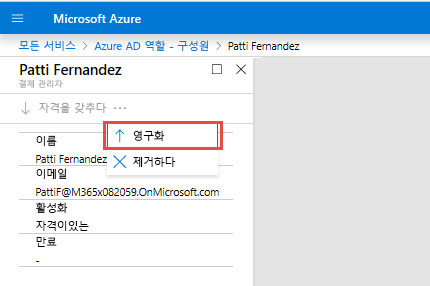 Microsoft Azure
모든 서비스 > Azure AD 역할 - 구성원 > Patti Fernandez
Patti Fernandez
결제 관리자
자격을 갖추다 ...
영구화
제거하다
이름
Patti Fernandez
이메일
PattiF@M365x082059.OnMicrosoft.com
활성화
자격이있는
만료
-